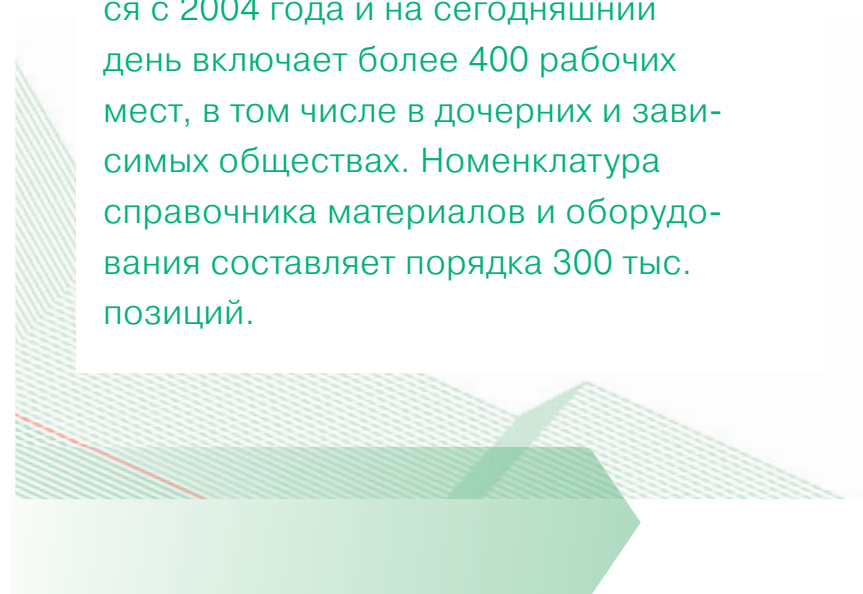 ся с 2004 года и на сегодняшний
день включает более 400 рабочих
мест, в том числе в дочерних и зави-
симых обществах. Номенклатура
справочника материалов и оборудо-
вания составляет порядка 300 тыс.
позиций.